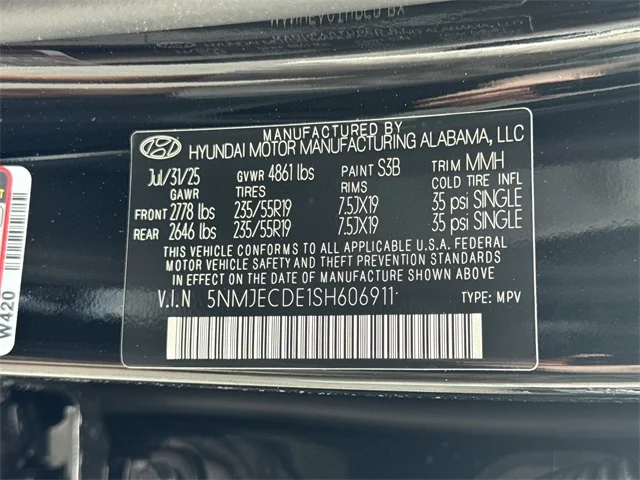 MANUFACTURED BY
HYUNDAI MOTOR MANUFACTURING ALABAMA, LLC
Jul/31/25 GVWR 4861 lbs PAINT S3B TRIM MMH
GAWR TIRES RIMS COLD TIRE INFL
FRONT 2778 lbs 235/55R19 7.5JX19 35 psi SINGLE
REAR 2646 lbs 235/55R19 7.5JX19 35 psi SINGLE
THIS VEHICLE CONFORMS TO ALL APPLICABLE U.S.A. FEDERAL
MOTOR VEHICLE SAFETY AND THEFT PREVENTION STANDARDS
IN EFFECT ON THE DATE OF MANUFACTURE SHOWN ABOVE.
V.I.N 5NMJECDE1SH606911 TYPE: MPV
W420